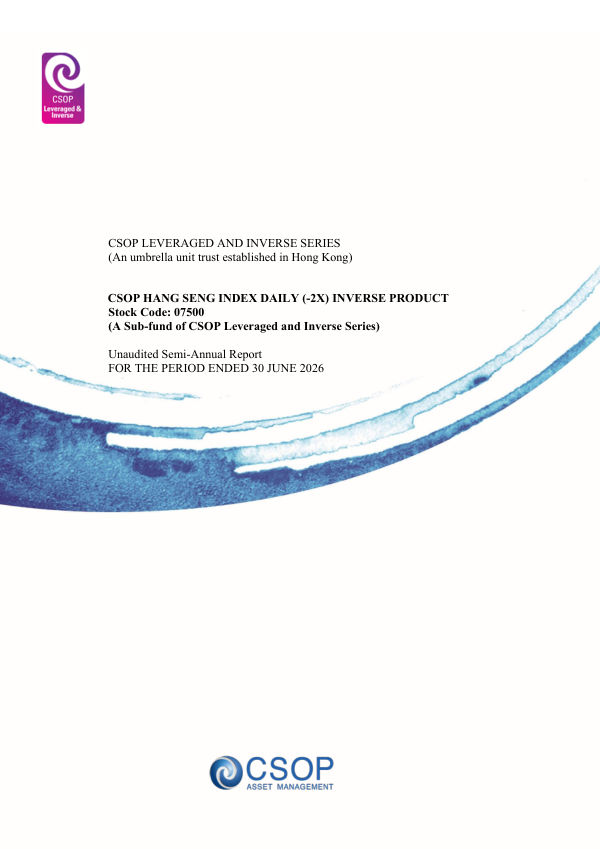 CSOP
Leveraged &
Inverse
CSOP LEVERAGED AND INVERSE SERIES
(An umbrella unit trust established in Hong Kong)
CSOP HANG SENG INDEX DAILY (-2X) INVERSE PRODUCT
Stock Code: 07500
(A Sub-fund of CSOP Leveraged and Inverse Series)
Unaudited Semi-Annual Report
FOR THE PERIOD ENDED 30 JUNE 2026
CSOP
ASSET MANAGEMENT